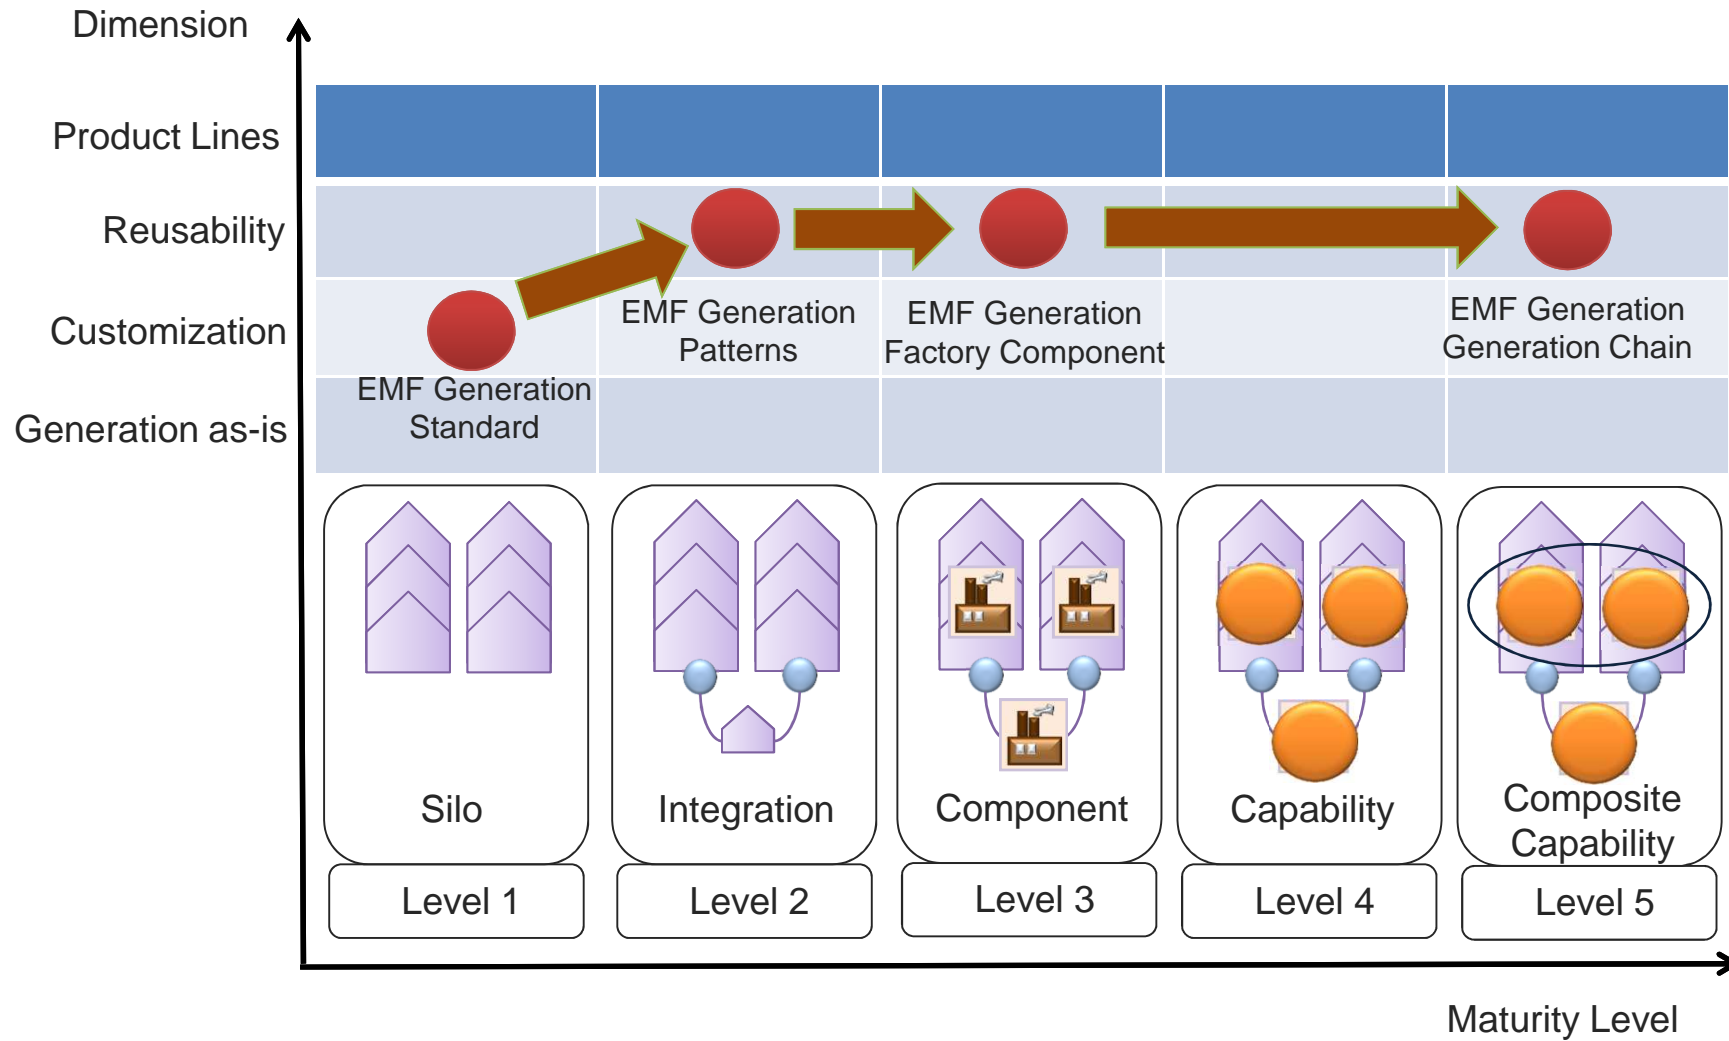 Dimension
Product Lines
Reusability
Customization
Generation as-is
EMF Generation
Standard
EMF Generation
Patterns
EMF Generation
Factory Component
EMF Generation
Generation Chain
Silo
Integration
Component
Capability
Composite
Capability
Level 1
Level 2
Level 3
Level 4
Level 5
Maturity Level